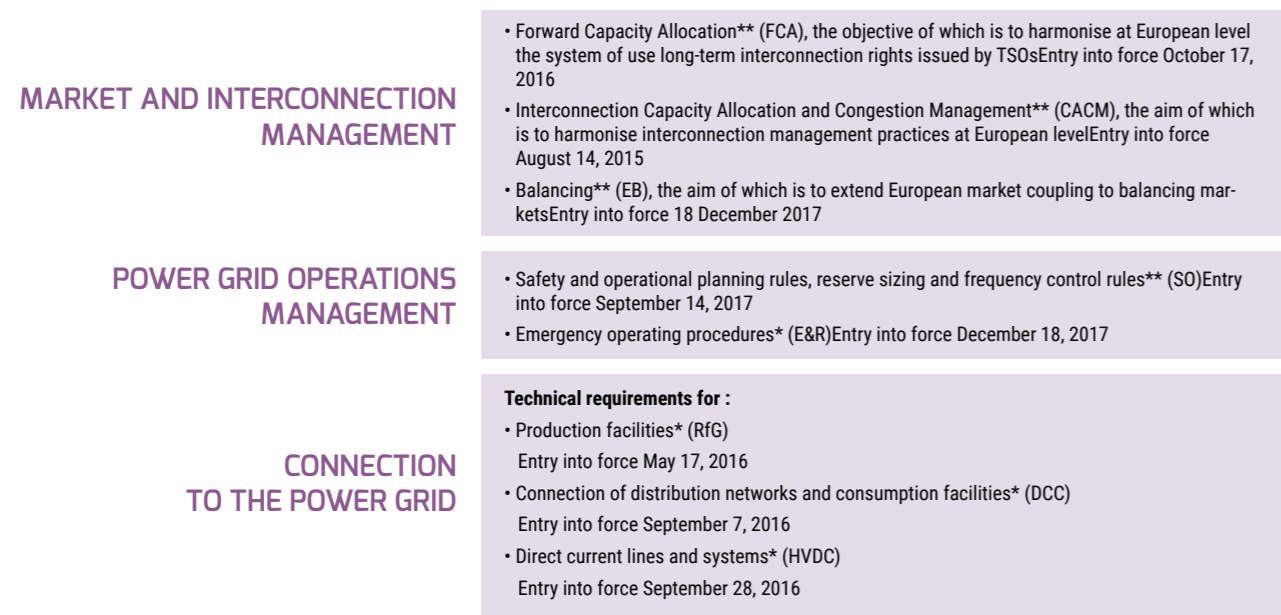 MARKET AND INTERCONNECTION
MANAGEMENT
• Forward Capacity Allocation** (FCA), the objective of which is to harmonise at European level
the system of use long-term interconnection rights issued by TSOsEntry into force October 17,
2016
• Interconnection Capacity Allocation and Congestion Management** (CACM), the aim of which
is to harmonise interconnection management practices at European levelEntry into force
August 14, 2015
• Balancing** (EB), the aim of which is to extend European market coupling to balancing mar-
ketsEntry into force 18 December 2017
POWER GRID OPERATIONS
MANAGEMENT
• Safety and operational planning rules, reserve sizing and frequency control rules** (SO)Entry
into force September 14, 2017
• Emergency operating procedures* (E&R)Entry into force December 18, 2017
CONNECTION
TO THE POWER GRID
Technical requirements for :
• Production facilities* (RfG)
Entry into force May 17, 2016
• Connection of distribution networks and consumption facilities* (DCC)
Entry into force September 7, 2016
• Direct current lines and systems* (HVDC)
Entry into force September 28, 2016